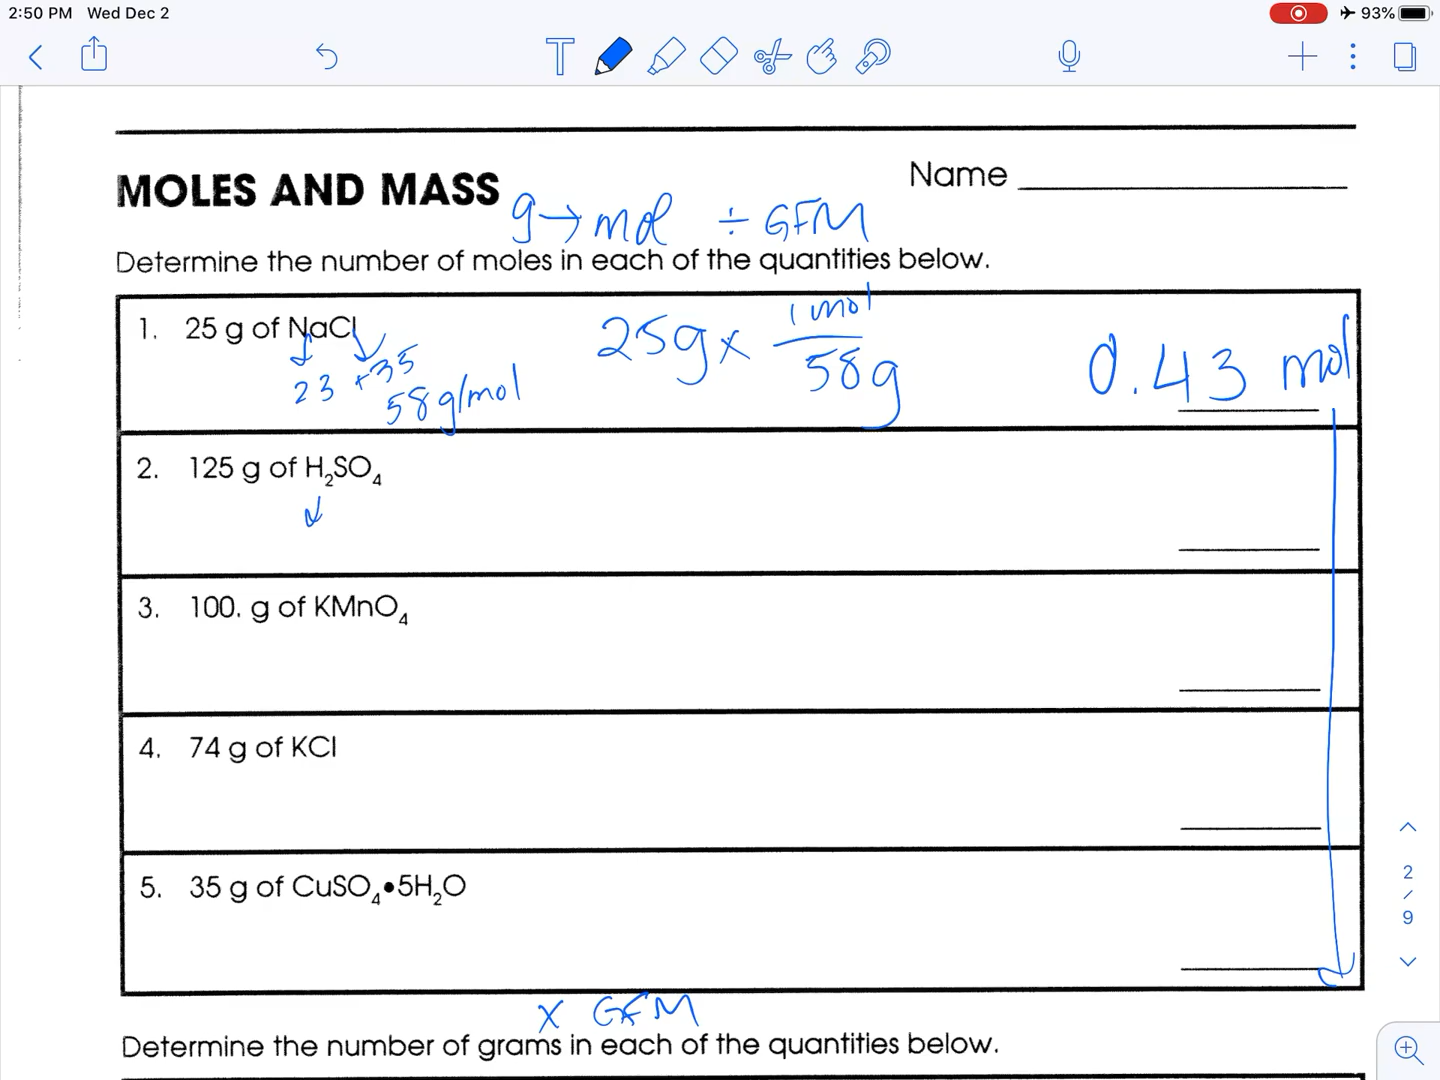 2:50 PM Wed Dec 2 93%
MOLES AND MASS
Name
g → mol ÷ GFM
Determine the number of moles in each of the quantities below.
1. 25 g of NaCl
23 + 35
58 g/mol
25g x 1 mol
58g
0.43 mol
2. 125 g of H₂SO₄
3. 100. g of KMnO₄
4. 74 g of KCl
5. 35 g of CuSO₄•5H₂O
x GFM
Determine the number of grams in each of the quantities below.
2
/
9